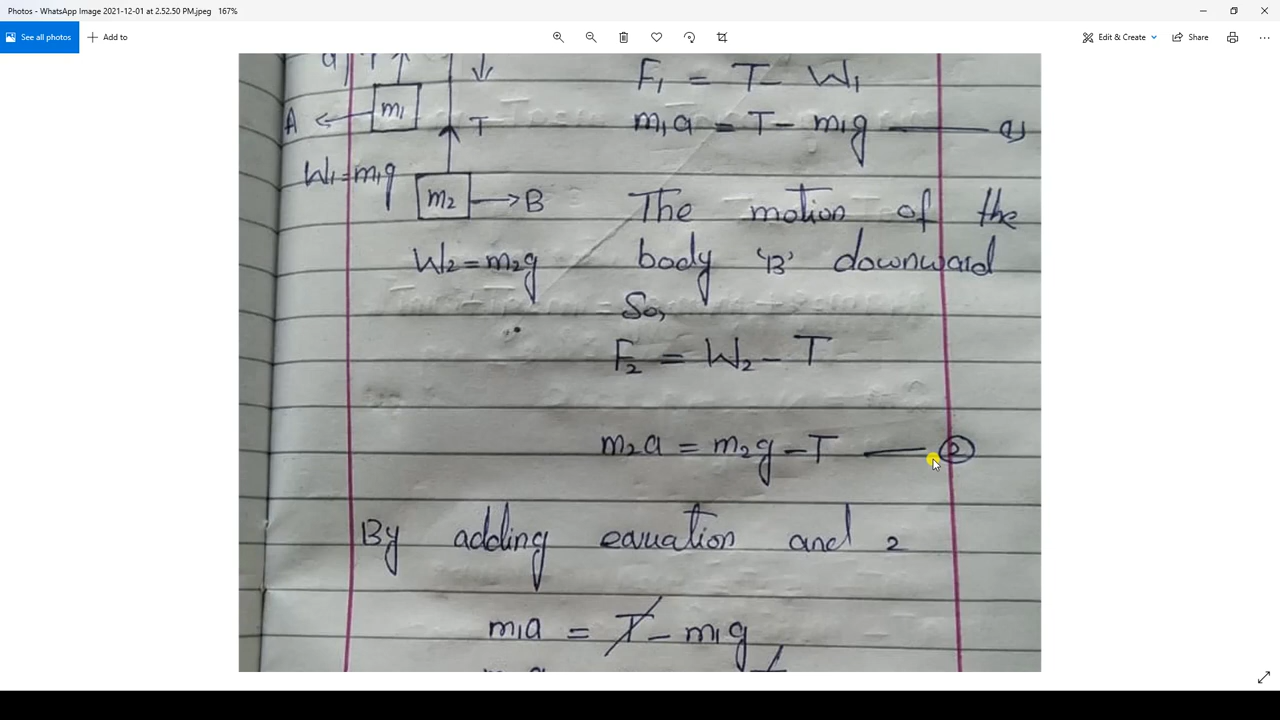 Photos - WhatsApp Image 2021-12-01 at 2.52.50 PM.jpeg 167%
See all photos
Add to
Edit & Create
Share
F₁ = T - W₁
m₁
A
m₁a = T - m₁g
T
W₁=m₁g
m₂
B
The motion of the
W₂=m₂g
body 'B' downward
So,
F₂ = W₂ - T
m₂a = m₂g - T —— ②
By adding eauation and 2
m₁a = T - m₁g